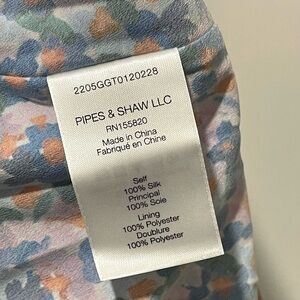 2205GGT0120228
PIPES & SHAW LLC
RN155820
Made in China
Fabriqué en Chine
Self
100% Silk
Principal
100% Soie
Lining
100% Polyester
Doublure
100% Polyester